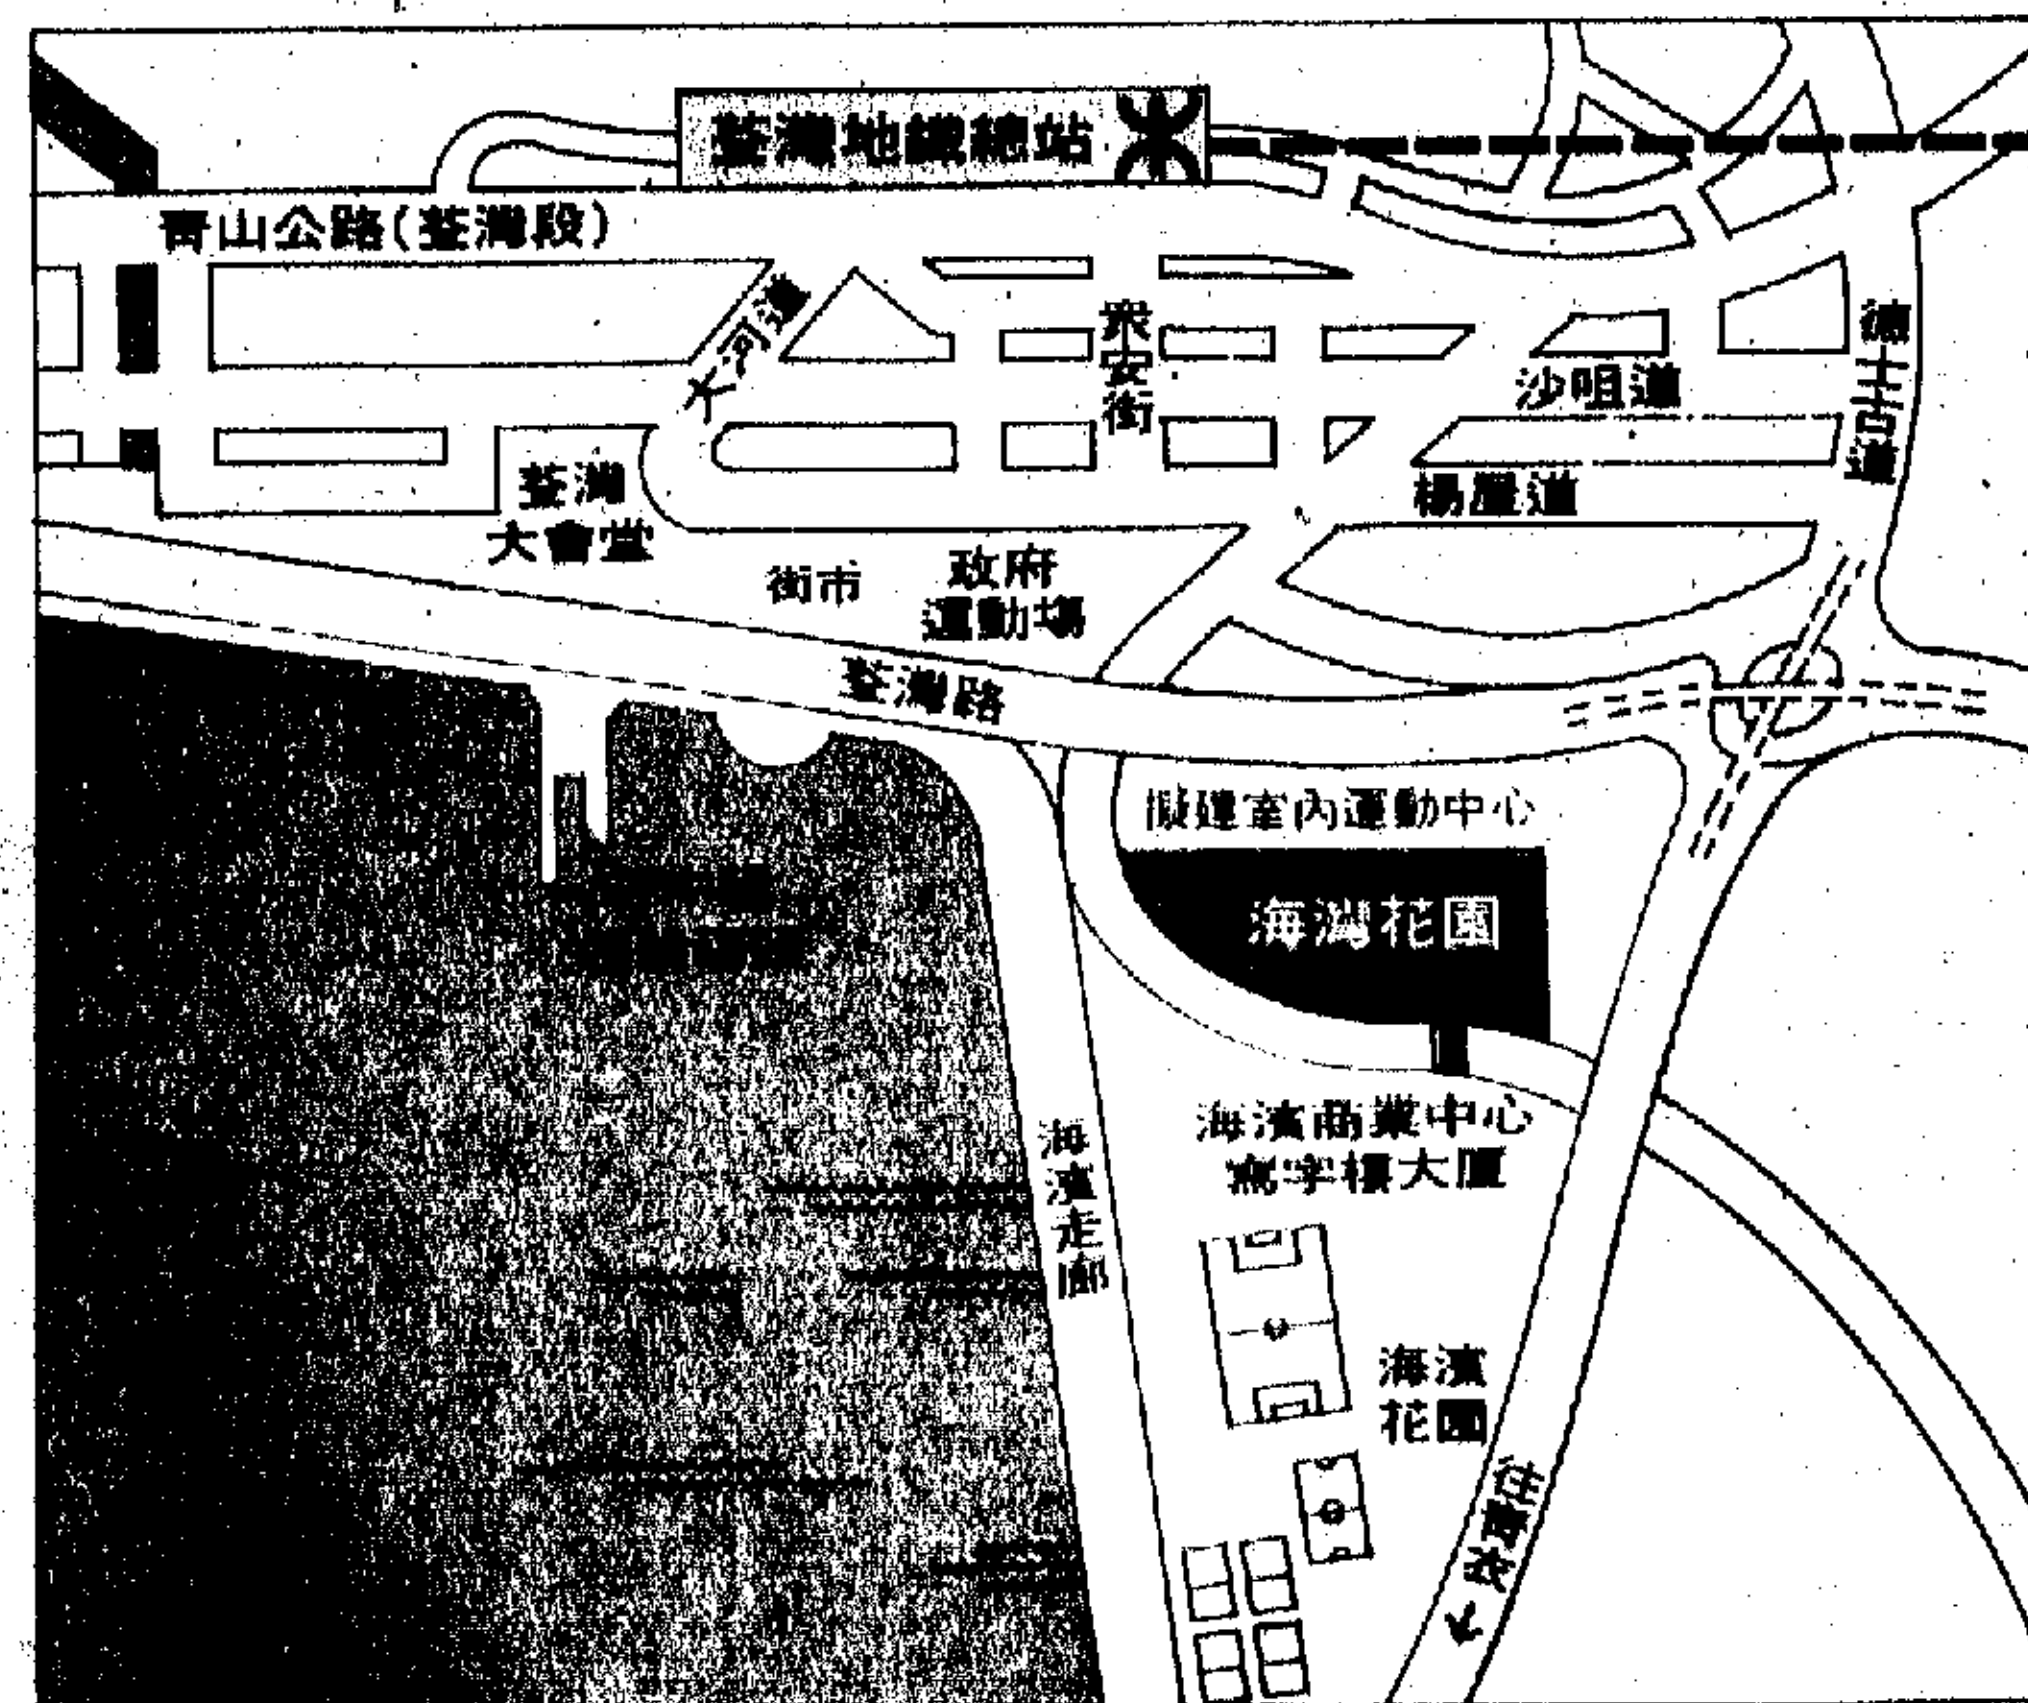 荃灣地鐵總站
青山公路(荃灣段)
大河道
眾安街
德士古道
沙咀道
楊屋道
荃灣
大會堂
街市
政府
運動場
荃灣路
擬建室內運動中心
海灣花園
海濱走廊
海濱商業中心
寫字樓大廈
海濱
花園
往青衣